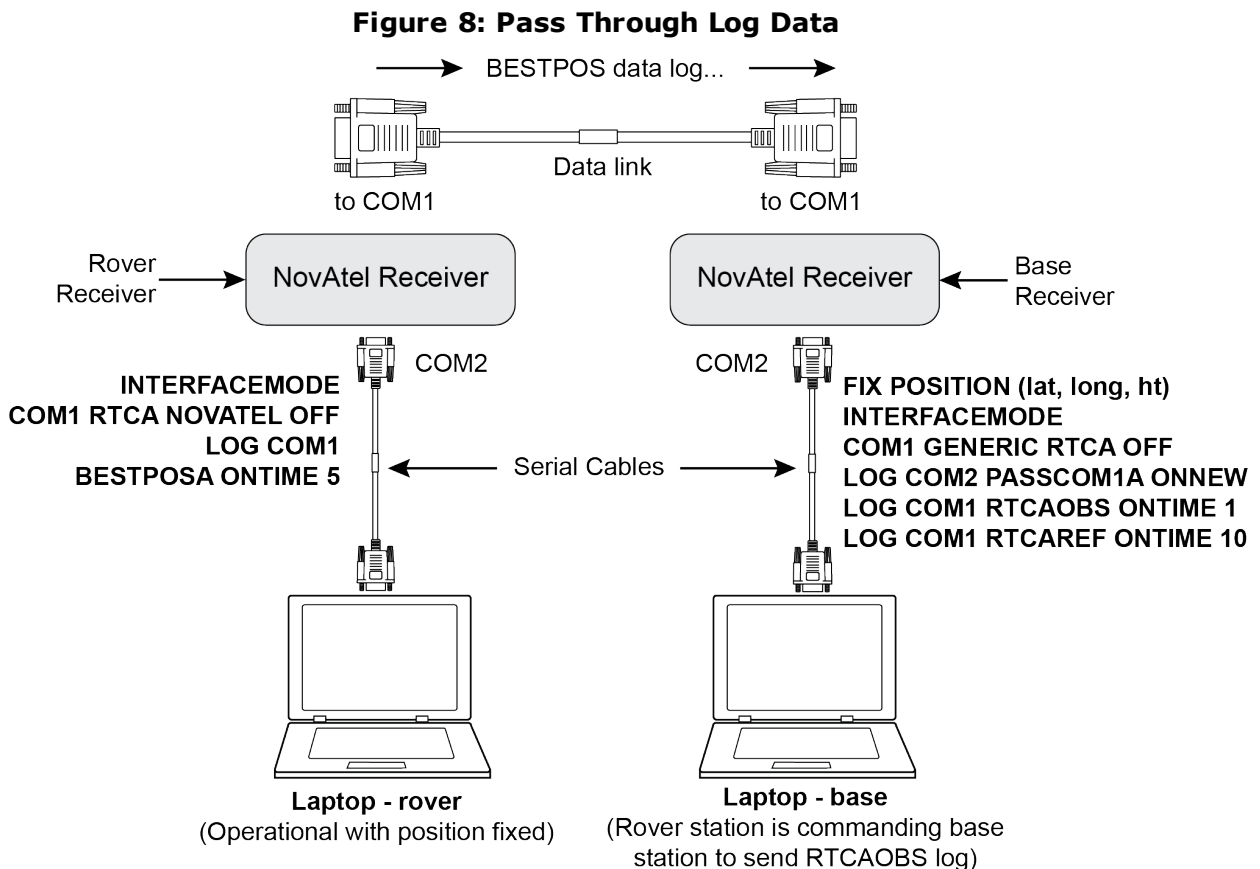 Figure 8: Pass Through Log Data
BESTPOS data log...
Data link
to COM1
to COM1
Rover
Receiver
NovAtel Receiver
NovAtel Receiver
Base
Receiver
COM2
COM2
INTERFACEMODE
COM1 RTCA NOVATEL OFF
LOG COM1
BESTPOSA ONTIME 5
Serial Cables
FIX POSITION (lat, long, ht)
INTERFACEMODE
COM1 GENERIC RTCA OFF
LOG COM2 PASSCOM1A ONNEW
LOG COM1 RTCAOBS ONTIME 1
LOG COM1 RTCAREF ONTIME 10
Laptop - rover
(Operational with position fixed)
Laptop - base
(Rover station is commanding base
station to send RTCAOBS log)